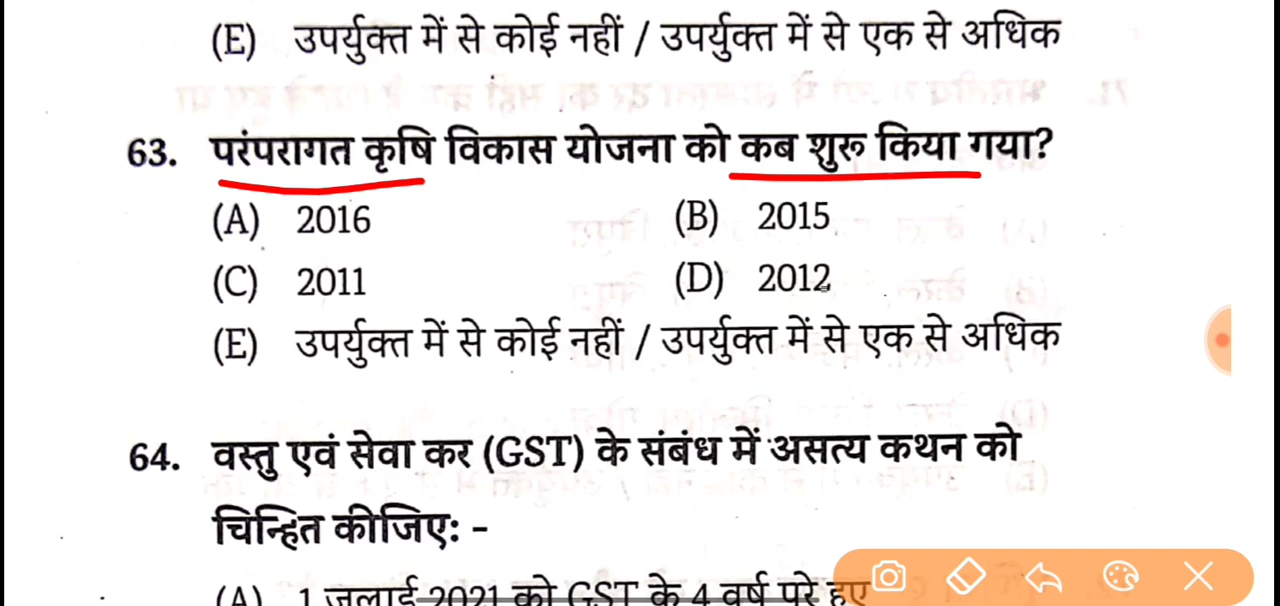 (E) उपर्युक्त में से कोई नहीं / उपर्युक्त में से एक से अधिक
63. परंपरागत कृषि विकास योजना को कब शुरू किया गया?
(A) 2016 (B) 2015
(C) 2011 (D) 2012
(E) उपर्युक्त में से कोई नहीं / उपर्युक्त में से एक से अधिक
64. वस्तु एवं सेवा कर (GST) के संबंध में असत्य कथन को
चिन्हित कीजिए: -
(A) 1 जुलाई 2021 को GST के 4 वर्ष पूरे हुए